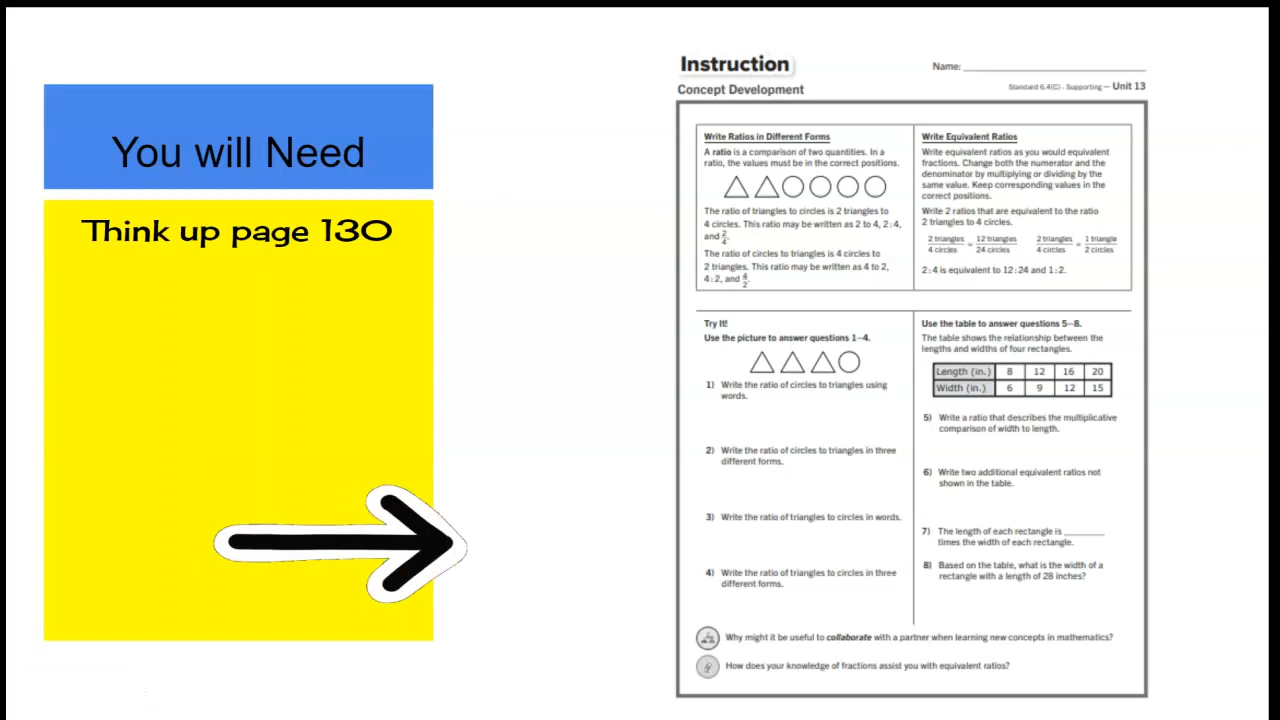 You will Need
Think up page 130
Instruction
Name:
Concept Development
Standard 6.4(C) - Supporting — Unit 13
Write Ratios in Different Forms
A ratio is a comparison of two quantities. In a
ratio, the values must be in the correct positions.
The ratio of triangles to circles is 2 triangles to
4 circles. This ratio may be written as 2 to 4, 2:4,
and 2/4.
The ratio of circles to triangles is 4 circles to
2 triangles. This ratio may be written as 4 to 2,
4:2, and 4/2.
Write Equivalent Ratios
Write equivalent ratios as you would equivalent
fractions. Change both the numerator and the
denominator by multiplying or dividing by the
same value. Keep corresponding values in the
correct positions.
Write 2 ratios that are equivalent to the ratio
2 triangles to 4 circles.
2 triangles/4 circles = 12 triangles/24 circles 2 triangles/4 circles = 1 triangle/2 circles
2:4 is equivalent to 12:24 and 1:2.
Try It!
Use the picture to answer questions 1–4.
1) Write the ratio of circles to triangles using
words.
2) Write the ratio of circles to triangles in three
different forms.
3) Write the ratio of triangles to circles in words.
4) Write the ratio of triangles to circles in three
different forms.
Use the table to answer questions 5–8.
The table shows the relationship between the
lengths and widths of four rectangles.
Length (in.) 8 12 16 20
Width (in.) 6 9 12 15
5) Write a ratio that describes the multiplicative
comparison of width to length.
6) Write two additional equivalent ratios not
shown in the table.
7) The length of each rectangle is ________
times the width of each rectangle.
8) Based on the table, what is the width of a
rectangle with a length of 28 inches?
Why might it be useful to collaborate with a partner when learning new concepts in mathematics?
How does your knowledge of fractions assist you with equivalent ratios?